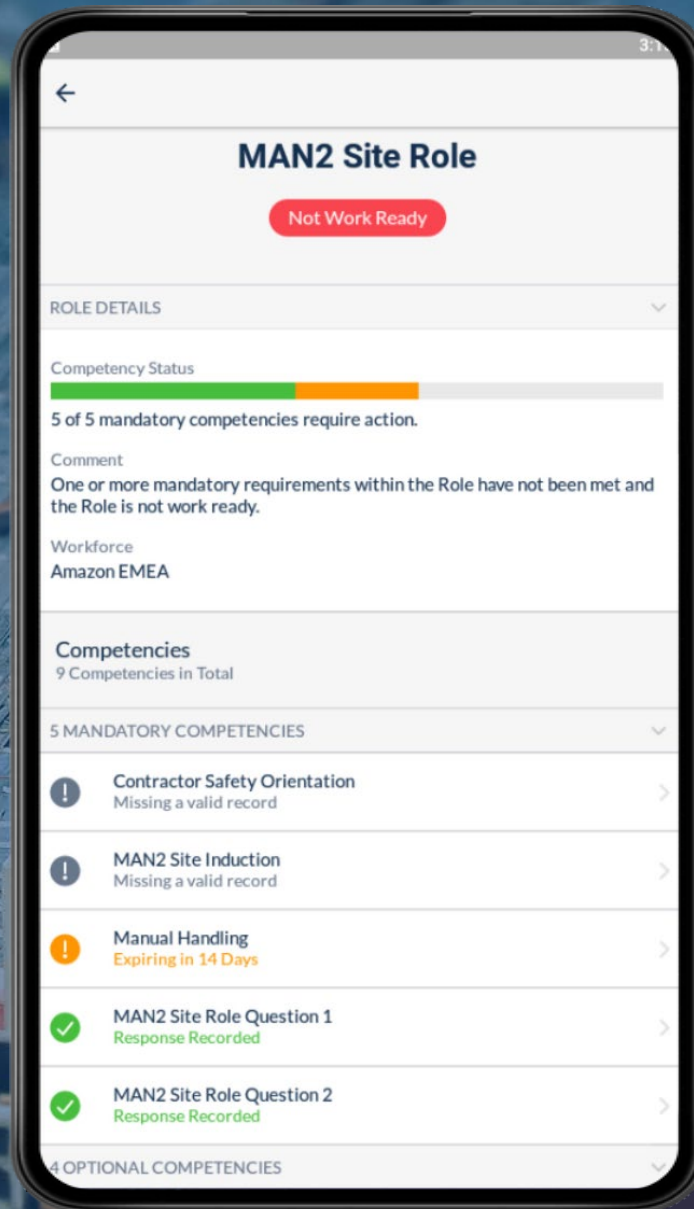 MAN2 Site Role
Not Work Ready
ROLE DETAILS
Competency Status
5 of 5 mandatory competencies require action.
Comment
One or more mandatory requirements within the Role have not been met and
the Role is not work ready.
Workforce
Amazon EMEA
Competencies
9 Competencies in Total
5 MANDATORY COMPETENCIES
Contractor Safety Orientation
Missing a valid record
MAN2 Site Induction
Missing a valid record
Manual Handling
Expiring in 14 Days
MAN2 Site Role Question 1
Response Recorded
MAN2 Site Role Question 2
Response Recorded
4 OPTIONAL COMPETENCIES